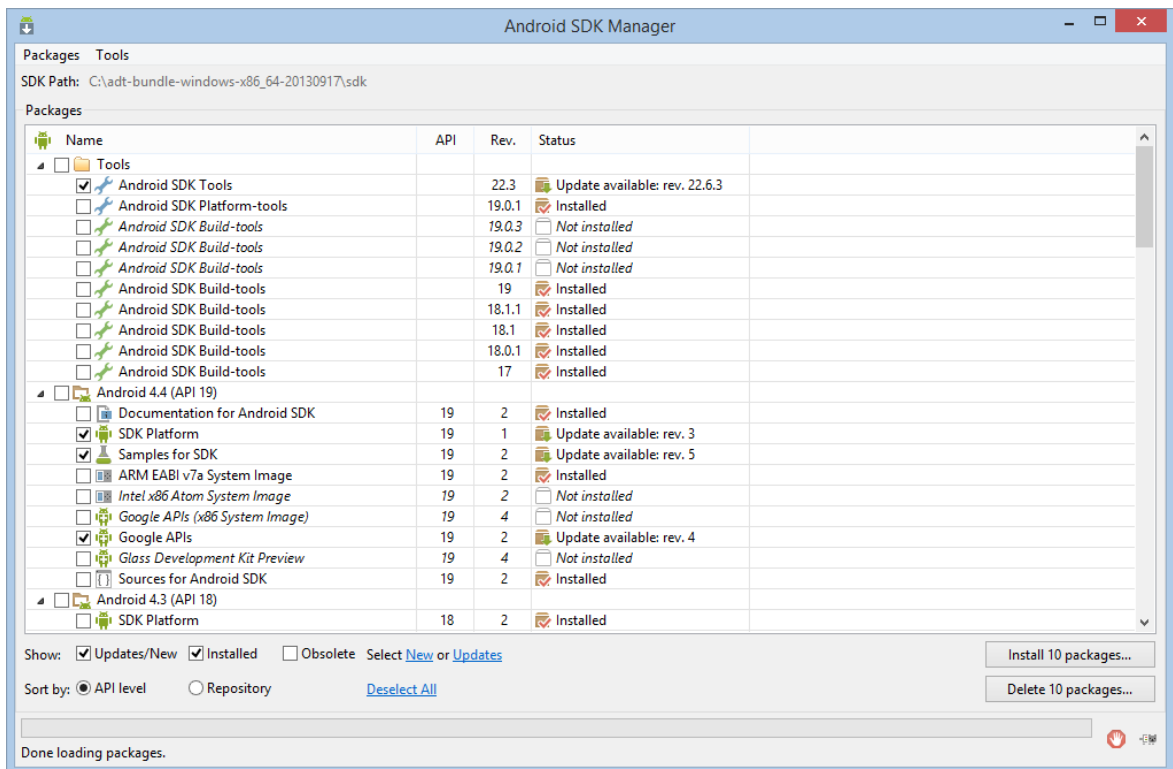 Android SDK Manager
Packages Tools
SDK Path: C:\adt-bundle-windows-x86_64-20130917\sdk
Packages
Name API Rev. Status
Tools
Android SDK Tools 22.3 Update available: rev. 22.6.3
Android SDK Platform-tools 19.0.1 Installed
Android SDK Build-tools 19.0.3 Not installed
Android SDK Build-tools 19.0.2 Not installed
Android SDK Build-tools 19.0.1 Not installed
Android SDK Build-tools 19 Installed
Android SDK Build-tools 18.1.1 Installed
Android SDK Build-tools 18.1 Installed
Android SDK Build-tools 18.0.1 Installed
Android SDK Build-tools 17 Installed
Android 4.4 (API 19)
Documentation for Android SDK 19 2 Installed
SDK Platform 19 1 Update available: rev. 3
Samples for SDK 19 2 Update available: rev. 5
ARM EABI v7a System Image 19 2 Installed
Intel x86 Atom System Image 19 2 Not installed
Google APIs (x86 System Image) 19 4 Not installed
Google APIs 19 2 Update available: rev. 4
Glass Development Kit Preview 19 4 Not installed
Sources for Android SDK 19 2 Installed
Android 4.3 (API 18)
SDK Platform 18 2 Installed
Show: Updates/New Installed Obsolete Select New or Updates Install 10 packages...
Sort by: API level Repository Deselect All Delete 10 packages...
Done loading packages.